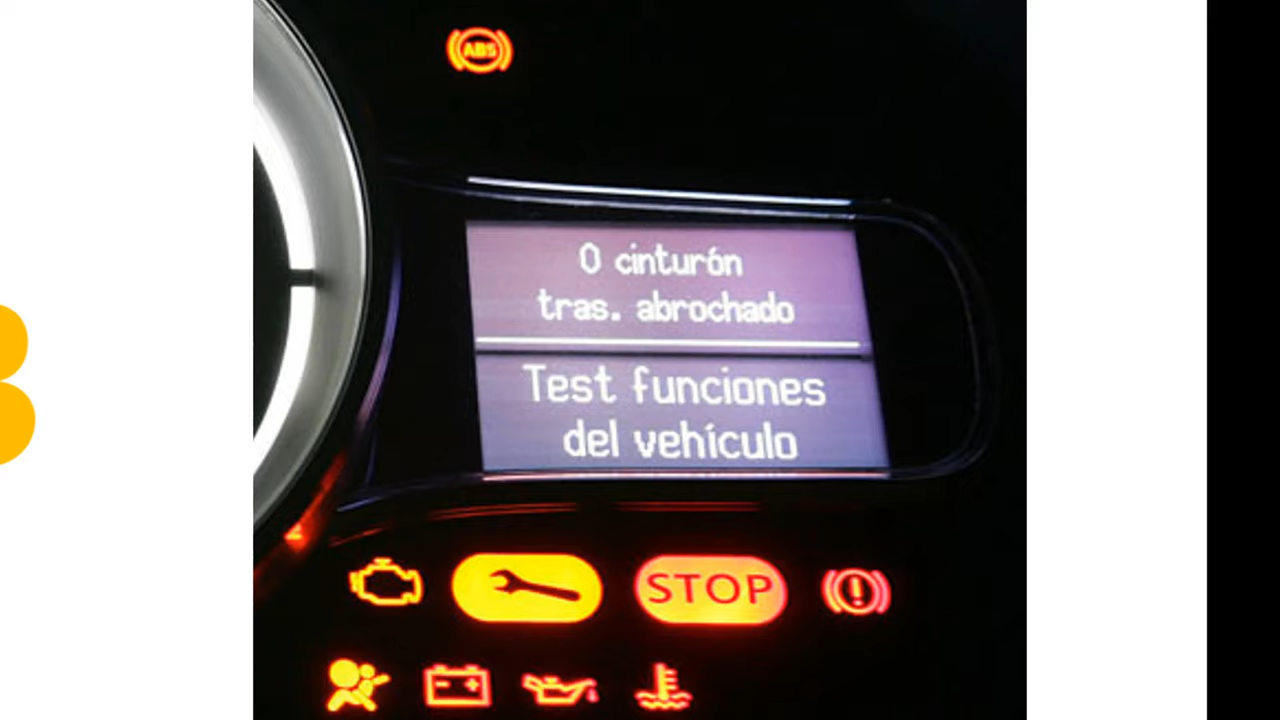 ABS
0 cinturón
tras. abrochado
Test funciones
del vehículo
STOP